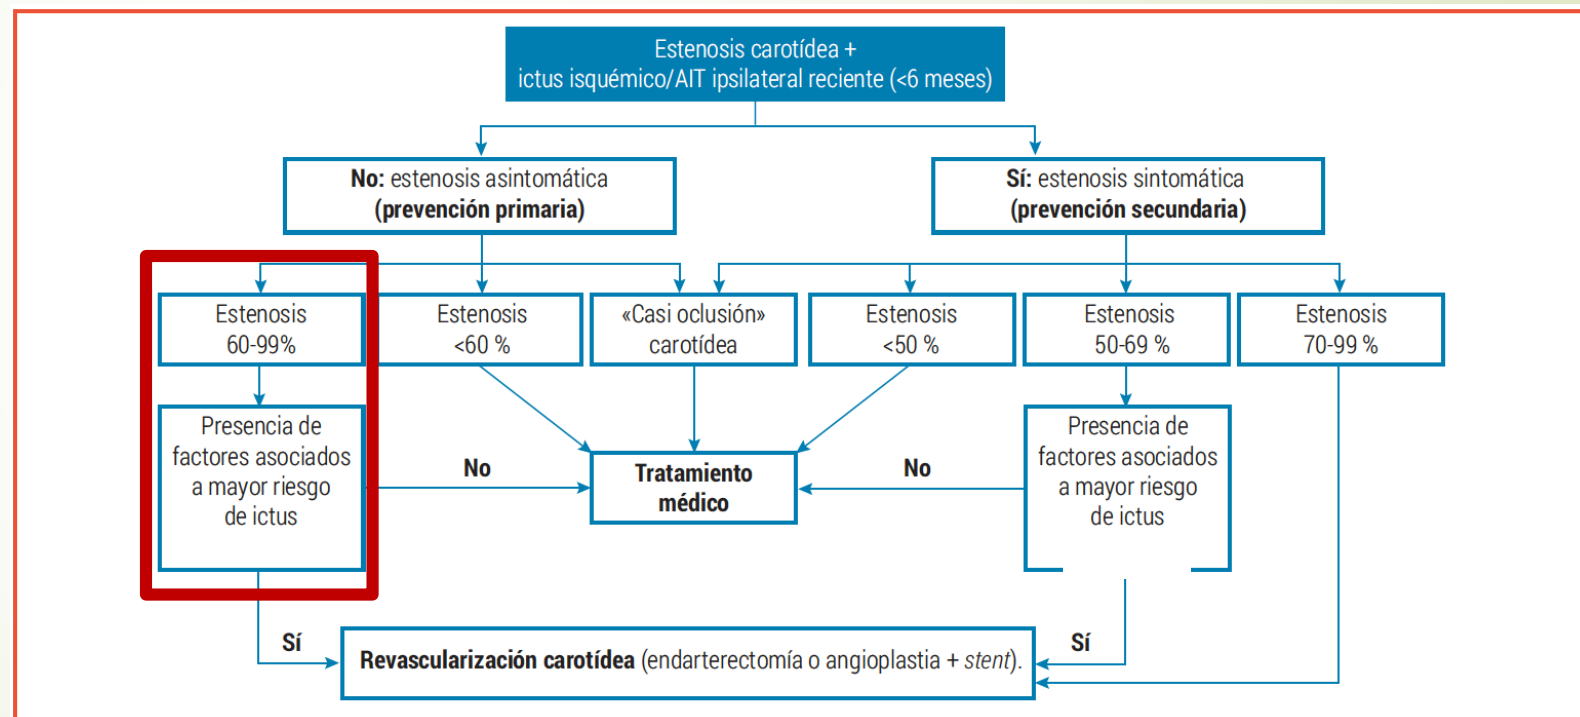 Estenosis carotídea +
ictus isquémico/AIT ipsilateral reciente (<6 meses)
No: estenosis asintomática
(prevención primaria)
Sí: estenosis sintomática
(prevención secundaria)
Estenosis
60-99%
Estenosis
<60 %
«Casi oclusión»
carotídea
Estenosis
<50 %
Estenosis
50-69 %
Estenosis
70-99 %
Presencia de
factores asociados
a mayor riesgo
de ictus
No
Tratamiento
médico
No
Presencia de
factores asociados
a mayor riesgo
de ictus
Sí
Revascularización carotídea (endarterectomía o angioplastia + stent).
Sí